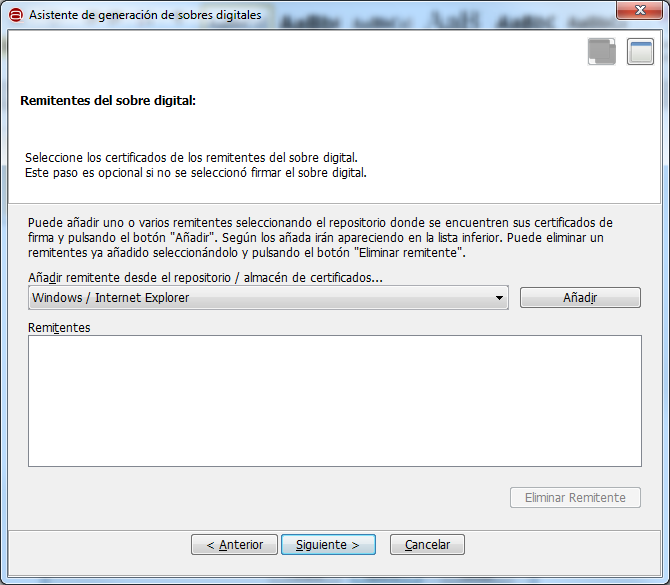 Asistente de generación de sobres digitales
Remitentes del sobre digital:
Seleccione los certificados de los remitentes del sobre digital.
Este paso es opcional si no se seleccionó firmar el sobre digital.
Puede añadir uno o varios remitentes seleccionando el repositorio donde se encuentren sus certificados de
firma y pulsando el botón "Añadir". Según los añada irán apareciendo en la lista inferior. Puede eliminar un
remitentes ya añadido seleccionándolo y pulsando el botón "Eliminar remitente".
Añadir remitente desde el repositorio / almacén de certificados...
Windows / Internet Explorer
Añadir
Remitentes
Eliminar Remitente
< Anterior
Siguiente >
Cancelar